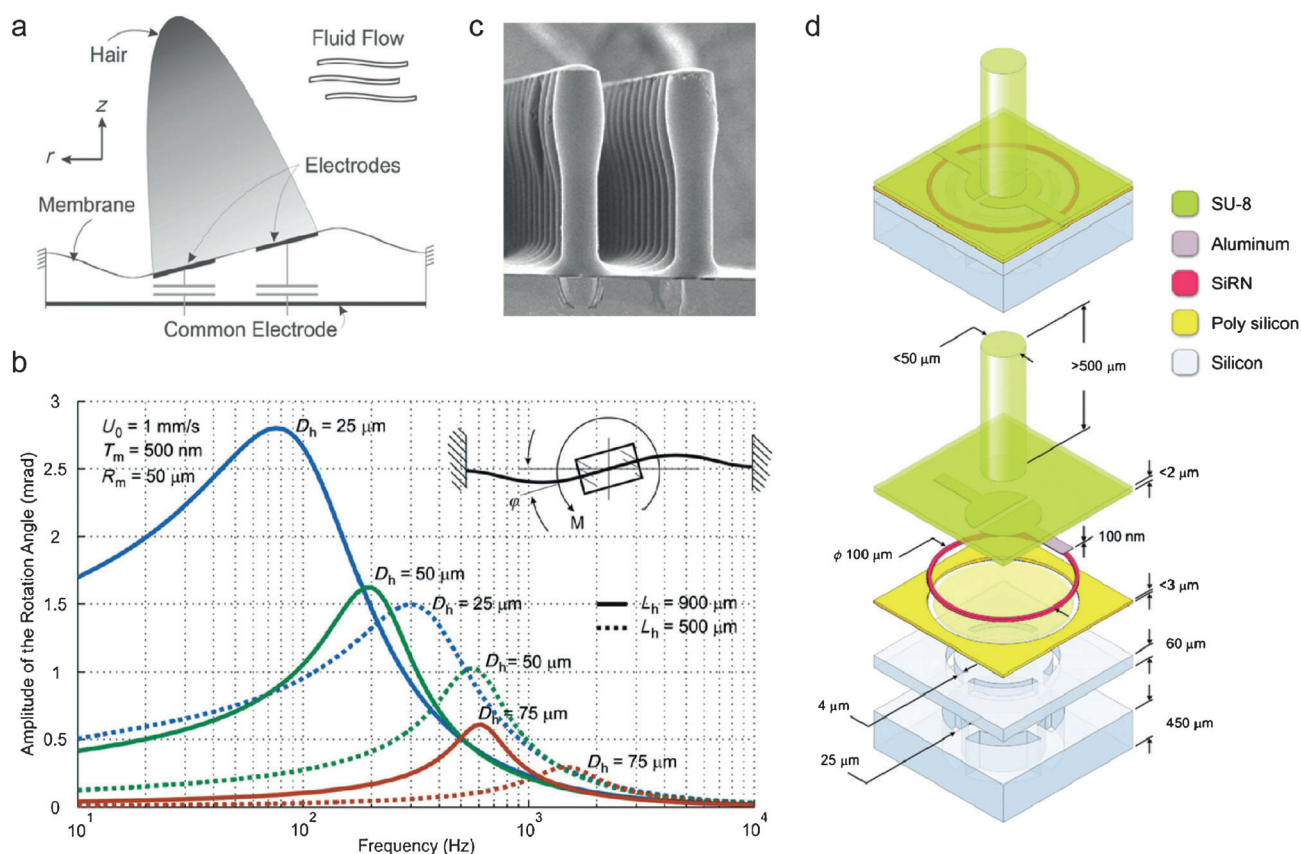 a
Hair
Fluid Flow
z
r
Electrodes
Membrane
Common Electrode
b
3
2.5
2
1.5
1
0.5
0
Amplitude of the Rotation Angle (mrad)
U₀ = 1 mm/s
Tₘ = 500 nm
Rₘ = 50 μm
Dₕ = 25 μm
φ
M
Dₕ = 50 μm
Dₕ = 25 μm
Lₕ = 900 μm
Lₕ = 500 μm
Dₕ = 50 μm
Dₕ = 75 μm
Dₕ = 75 μm
10¹
10²
10³
10⁴
Frequency (Hz)
c
d
SU-8
Aluminum
SiRN
Poly silicon
Silicon
<50 μm
>500 μm
<2 μm
100 nm
ϕ 100 μm
<3 μm
60 μm
4 μm
450 μm
25 μm